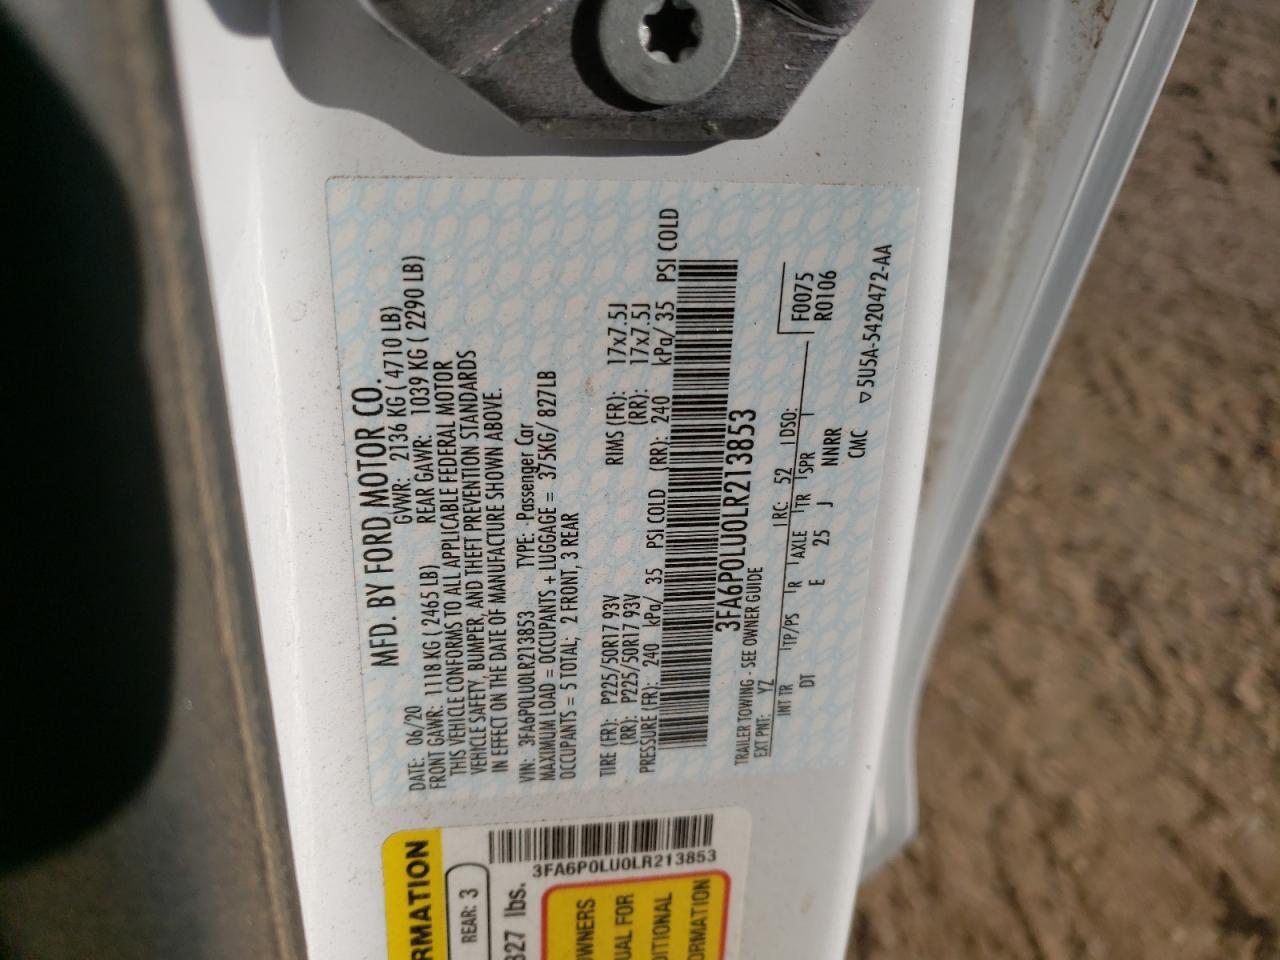 MFD. BY FORD MOTOR CO.
DATE: 06/20 GVWR: 2136 KG ( 4710 LB)
FRONT GAWR: 1118 KG ( 2465 LB) REAR GAWR: 1039 KG ( 2290 LB)
THIS VEHICLE CONFORMS TO ALL APPLICABLE FEDERAL MOTOR
VEHICLE SAFETY, BUMPER, AND THEFT PREVENTION STANDARDS
IN EFFECT ON THE DATE OF MANUFACTURE SHOWN ABOVE.
VIN: 3FA6P0LU0LR213853 TYPE: Passenger Car
MAXIMUM LOAD = OCCUPANTS + LUGGAGE = 375KG/ 827LB
OCCUPANTS = 5 TOTAL; 2 FRONT, 3 REAR
TIRE (FR): P225/50R17 93V RIMS (FR): 17x7.5J
(RR): P225/50R17 93V (RR): 17x7.5J
PRESSURE (FR): 240 kPa/ 35 PSI COLD (RR): 240 kPa/ 35 PSI COLD
3FA6P0LU0LR213853
TRAILER TOWING - SEE OWNER GUIDE
EXT PNT: YZ RC: 52 DSO: F0075
INT TR TP/PS R AXLE TR SPR R0106
DT E 25 J NNRR
CMC ▽5U5A-5420472-AA
RMATION
REAR: 3
827 lbs.
3FA6P0LU0LR213853
OWNERS
UAL FOR
DITIONAL
ORMATION